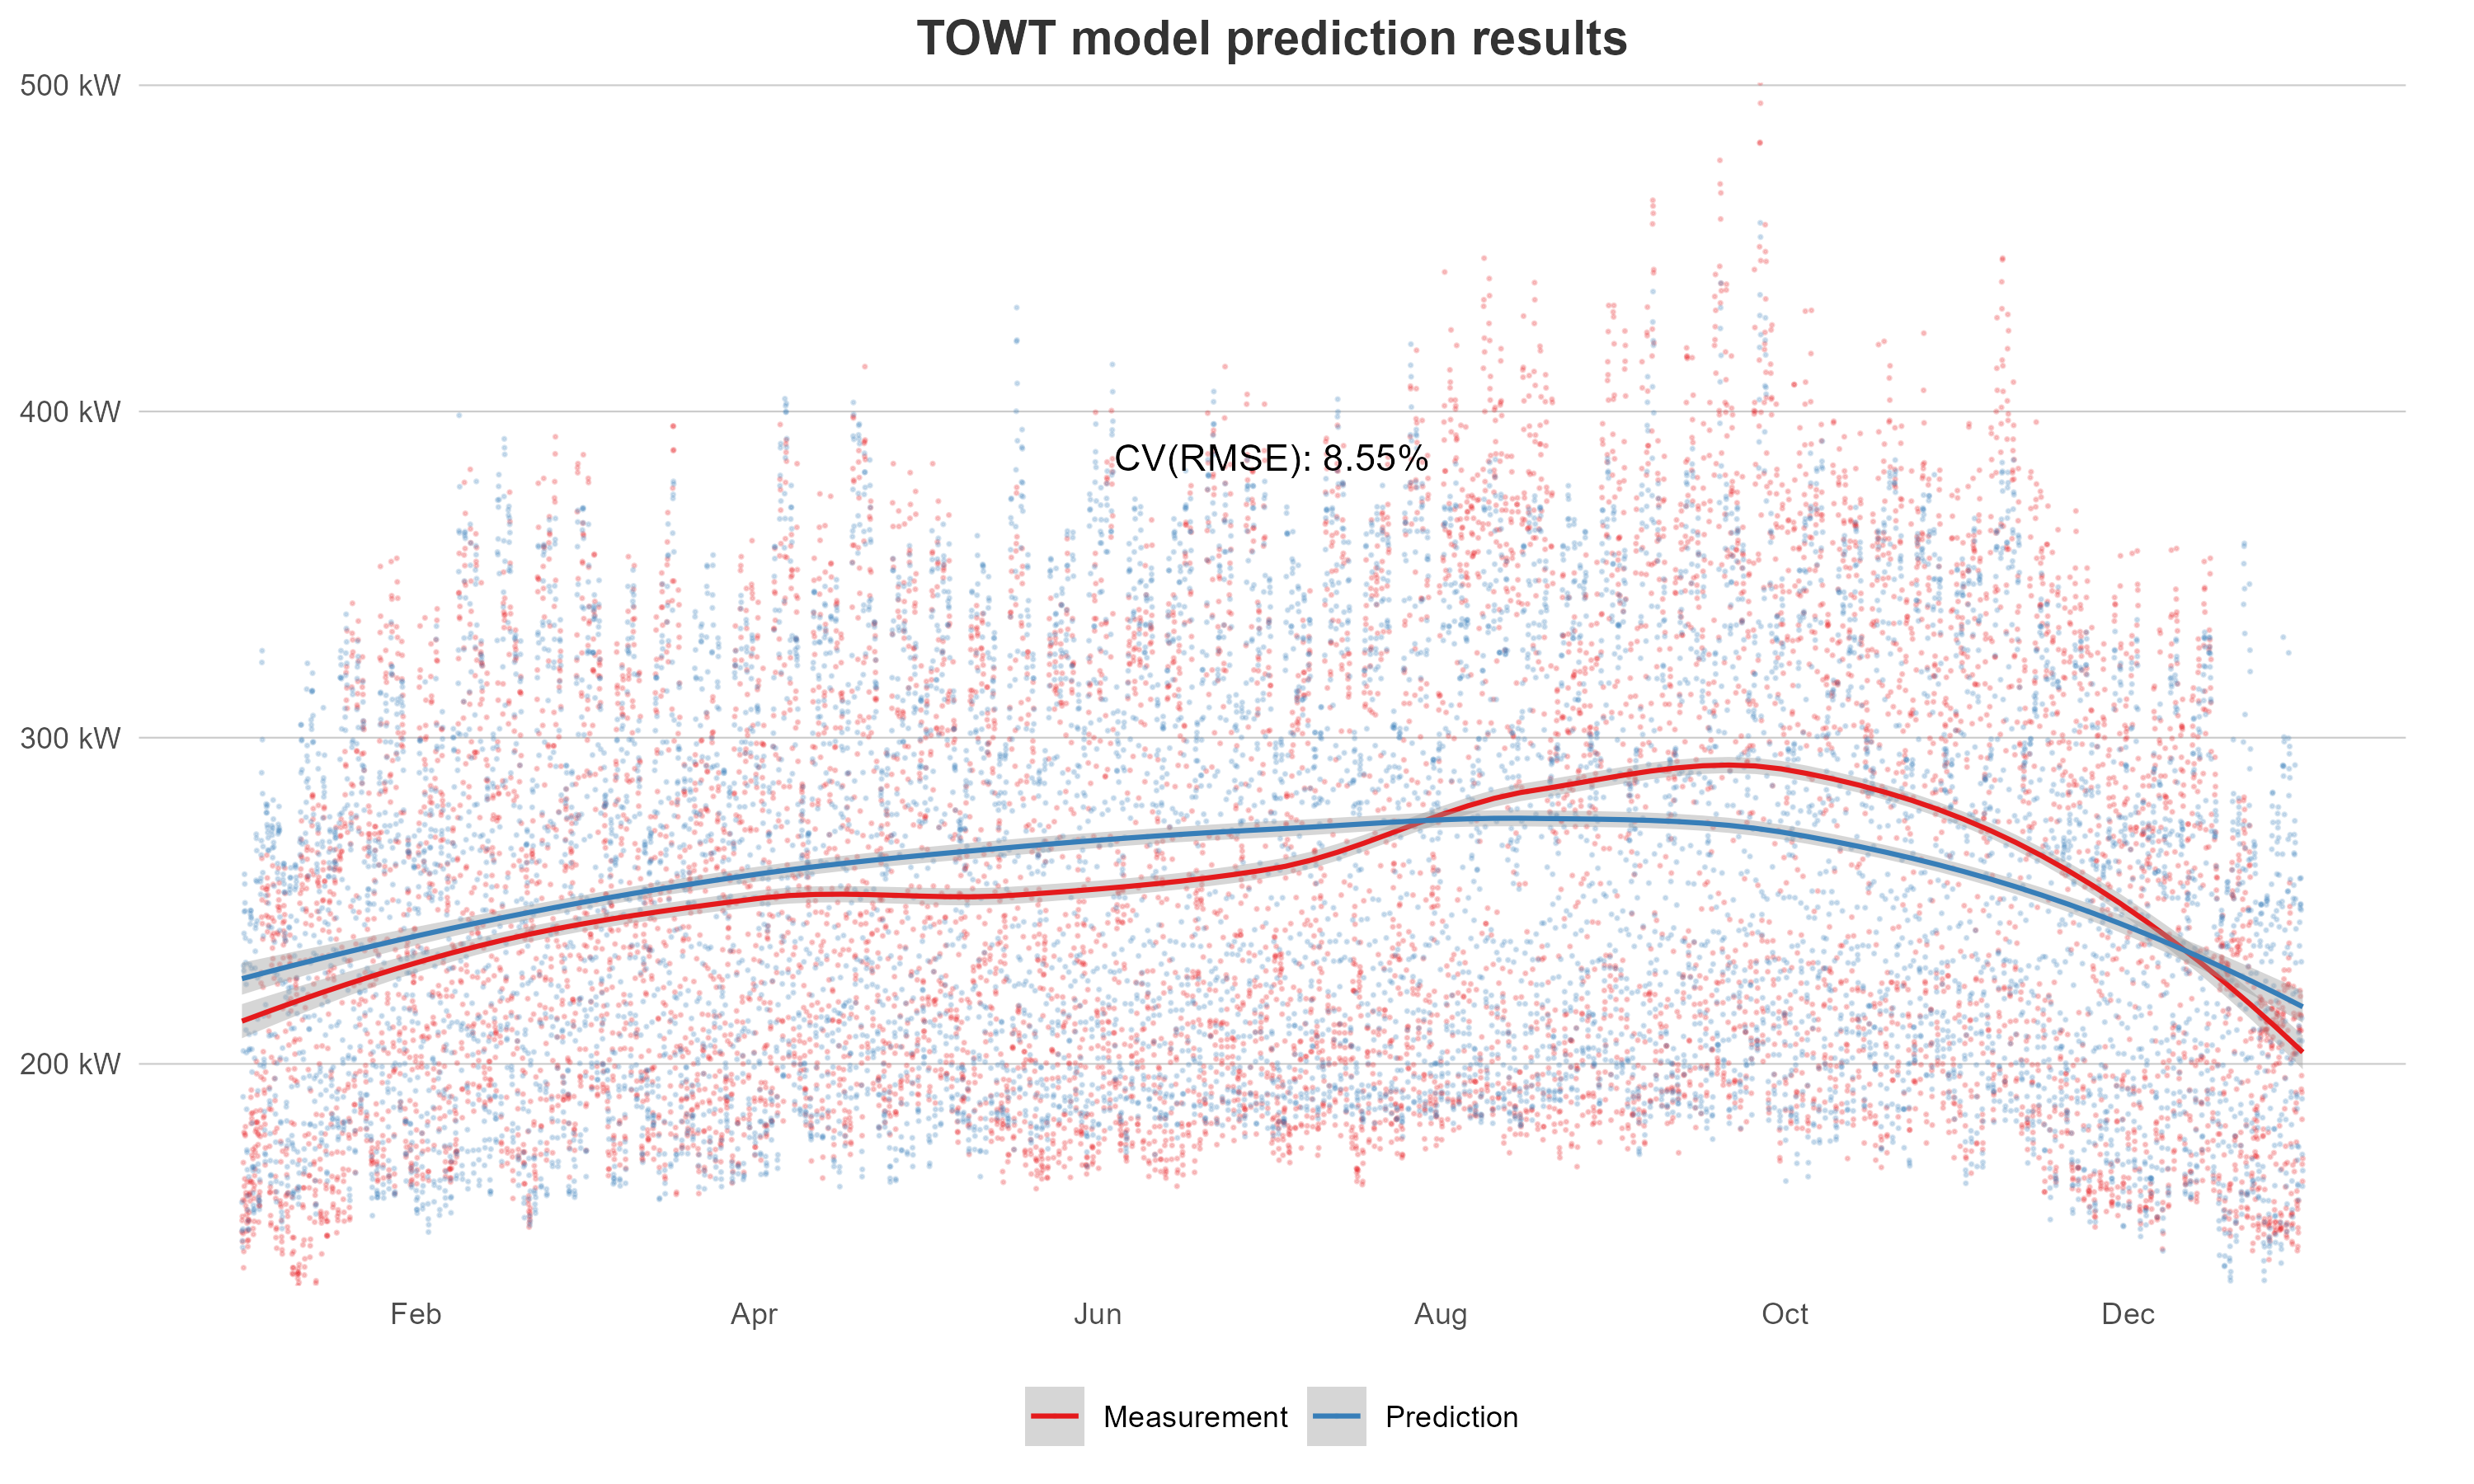 TOWT model prediction results
500 kW
400 kW
CV(RMSE): 8.55%
300 kW
200 kW
Feb Apr Jun Aug Oct Dec
Measurement Prediction